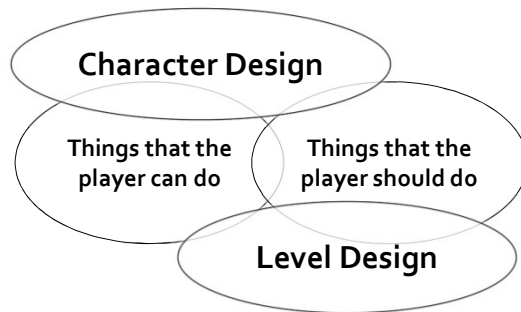 Character Design
Things that the
player can do
Things that the
player should do
Level Design